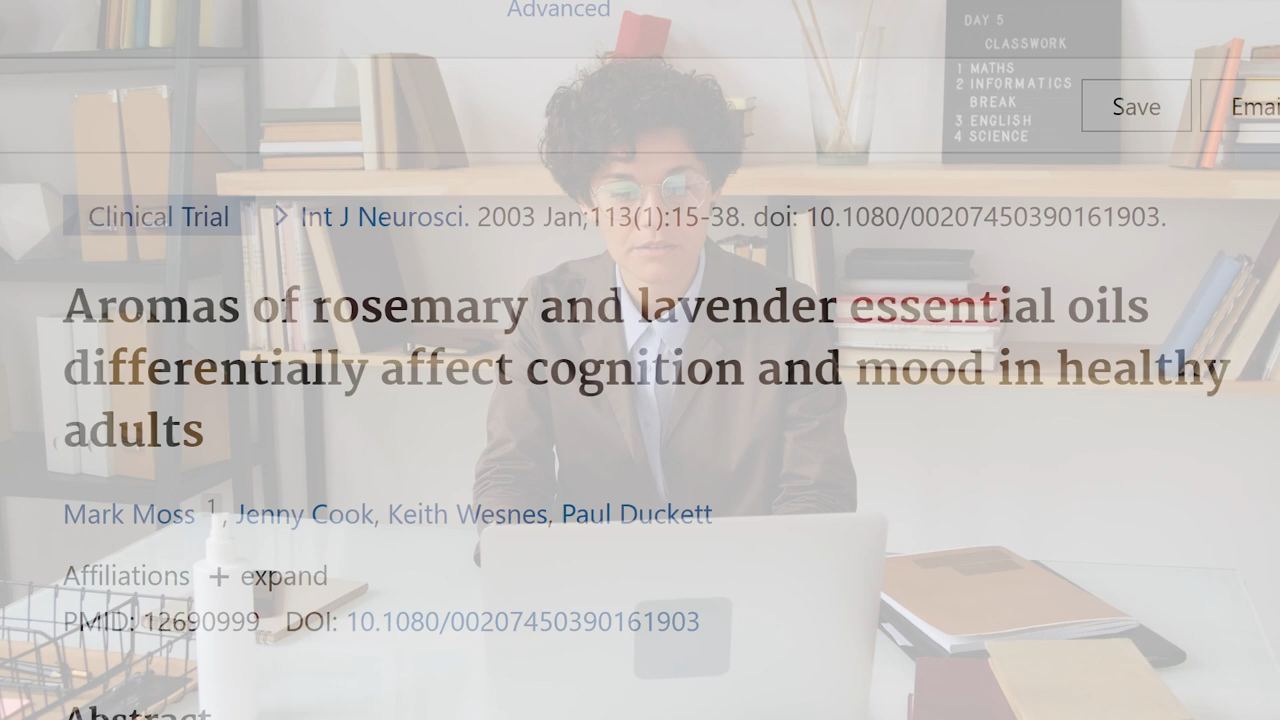 Advanced
DAY 5
CLASSWORK
1 MATHS
2 INFORMATICS
BREAK
3 ENGLISH
4 SCIENCE
Save
Emai
Clinical Trial > Int J Neurosci. 2003 Jan;113(1):15-38. doi: 10.1080/00207450390161903.
Aromas of rosemary and lavender essential oils
differentially affect cognition and mood in healthy
adults
Mark Moss 1, Jenny Cook, Keith Wesnes, Paul Duckett
Affiliations + expand
PMID: 12690999 DOI: 10.1080/00207450390161903
Abstract